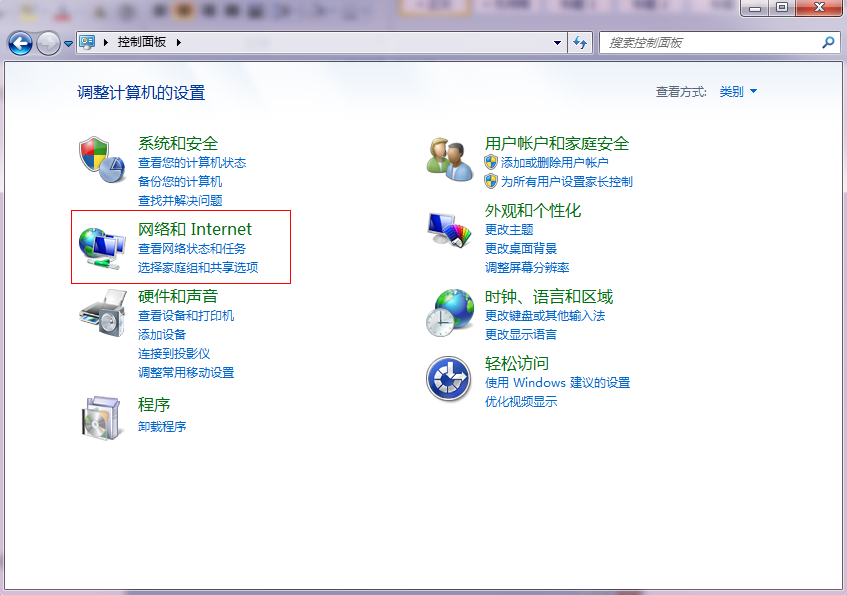 控制面板
搜索控制面板
调整计算机的设置
查看方式: 类别
系统和安全
查看您的计算机状态
备份您的计算机
查找并解决问题
网络和 Internet
查看网络状态和任务
选择家庭组和共享选项
硬件和声音
查看设备和打印机
添加设备
连接到投影仪
调整常用移动设置
程序
卸载程序
用户帐户和家庭安全
添加或删除用户帐户
为所有用户设置家长控制
外观和个性化
更改主题
更改桌面背景
调整屏幕分辨率
时钟、语言和区域
更改键盘或其他输入法
更改显示语言
轻松访问
使用 Windows 建议的设置
优化视频显示